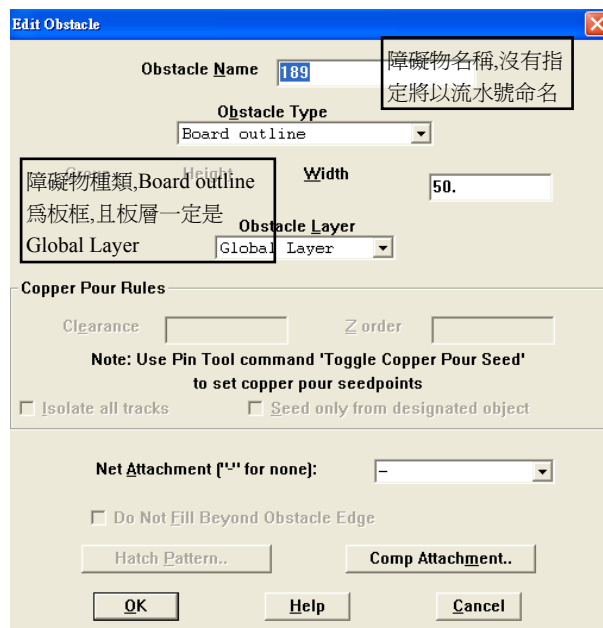 Edit Obstacle
Obstacle Name 189
障礙物名稱,沒有指
定將以流水號命名
Obstacle Type
Board outline
Group Height Width 50.
障礙物種類,Board outline
為板框,且板層一定是
Global Layer
Obstacle Layer
Global Layer
Copper Pour Rules
Clearance Z order
Note: Use Pin Tool command 'Toggle Copper Pour Seed'
to set copper pour seedpoints
Isolate all tracks Seed only from designated object
Net Attachment ("-" for none): -
Do Not Fill Beyond Obstacle Edge
Hatch Pattern.. Comp Attachment..
OK Help Cancel